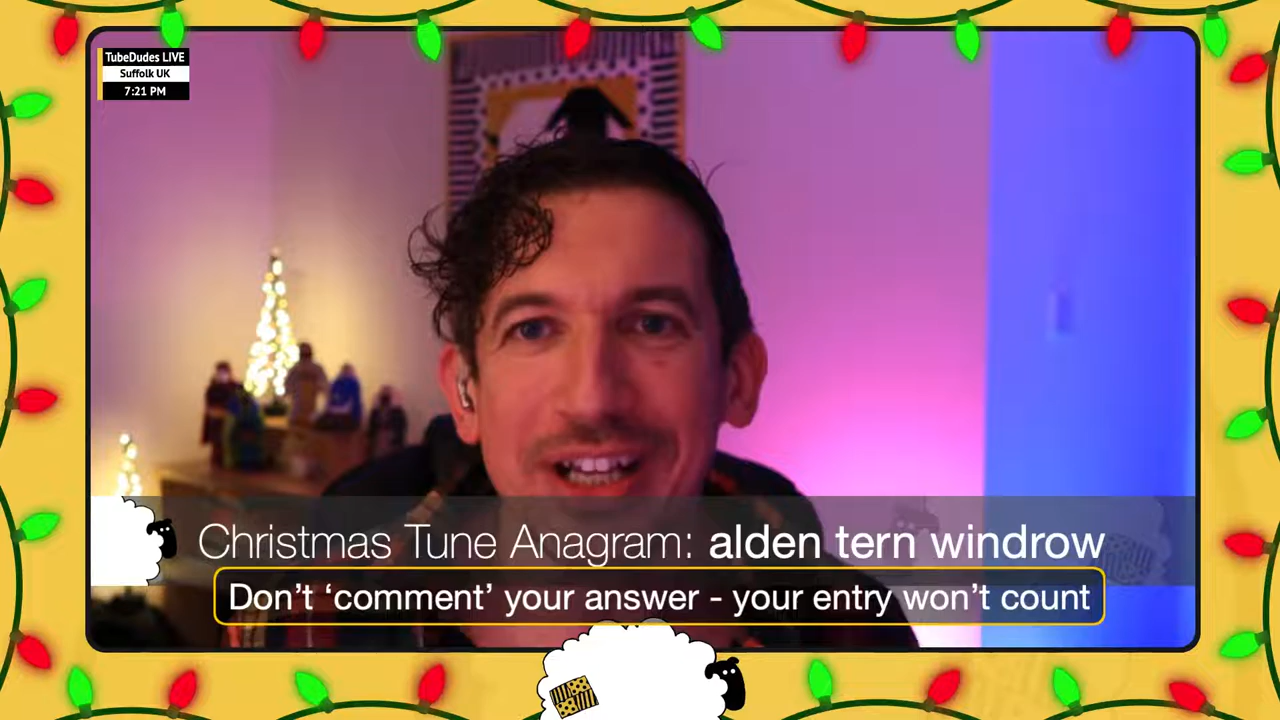 TubeDudes LIVE
Suffolk UK
7:21 PM
Christmas Tune Anagram: alden tern windrow
Don’t ‘comment’ your answer - your entry won’t count